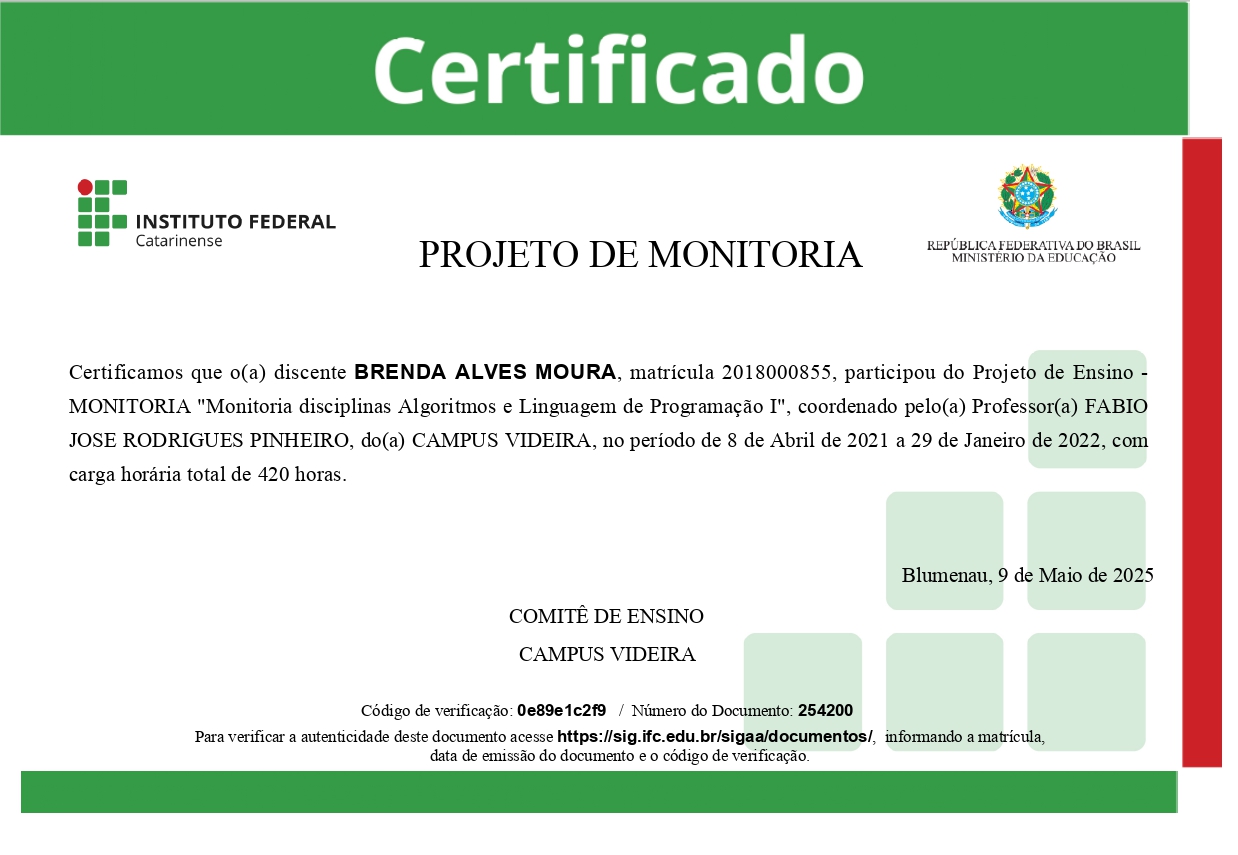 Certificado
INSTITUTO FEDERAL
Catarinense
REPÚBLICA FEDERATIVA DO BRASIL
MINISTÉRIO DA EDUCAÇÃO
PROJETO DE MONITORIA
Certificamos que o(a) discente BRENDA ALVES MOURA, matrícula 2018000855, participou do Projeto de Ensino -
MONITORIA "Monitoria disciplinas Algoritmos e Linguagem de Programação I", coordenado pelo(a) Professor(a) FABIO
JOSE RODRIGUES PINHEIRO, do(a) CAMPUS VIDEIRA, no período de 8 de Abril de 2021 a 29 de Janeiro de 2022, com
carga horária total de 420 horas.
Blumenau, 9 de Maio de 2025
COMITÊ DE ENSINO
CAMPUS VIDEIRA
Código de verificação: 0e89e1c2f9 / Número do Documento: 254200
Para verificar a autenticidade deste documento acesse https://sig.ifc.edu.br/sigaa/documentos/, informando a matrícula,
data de emissão do documento e o código de verificação.